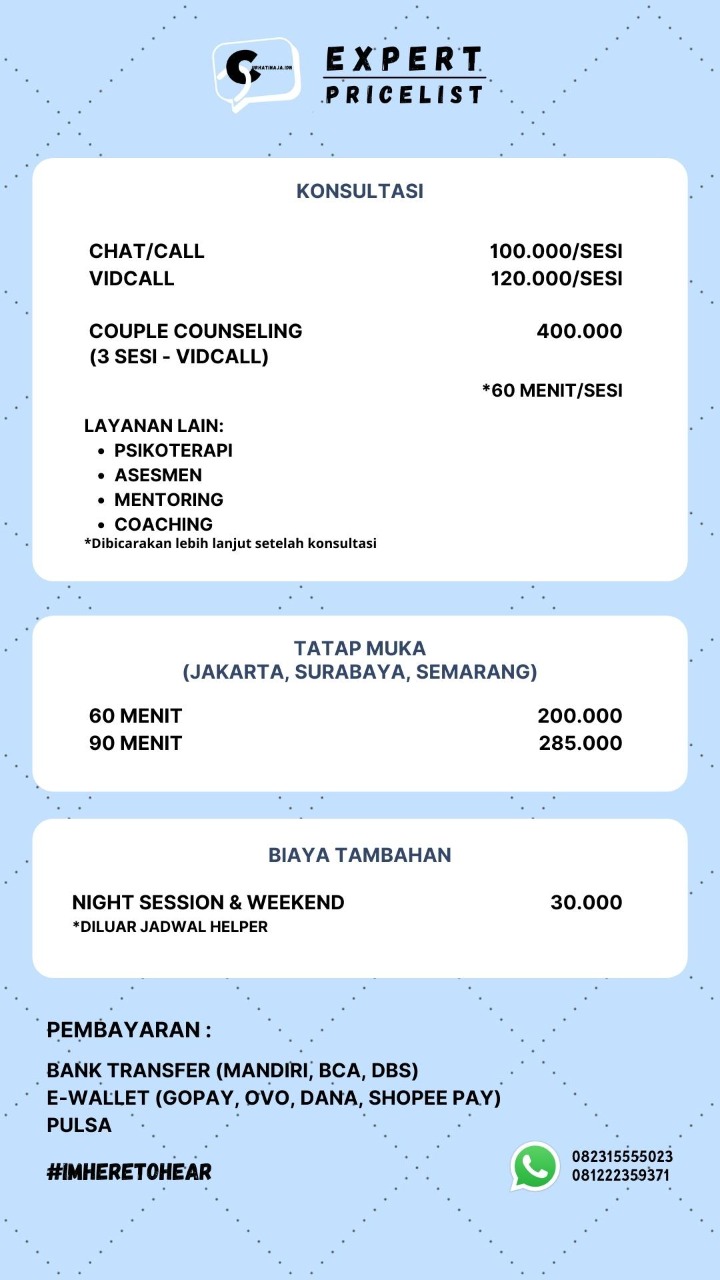 EXPERT
PRICELIST
KONSULTASI
CHAT/CALL 100.000/SESI
VIDCALL 120.000/SESI
COUPLE COUNSELING 400.000
(3 SESI - VIDCALL)
*60 MENIT/SESI
LAYANAN LAIN:
• PSIKOTERAPI
• ASESMEN
• MENTORING
• COACHING
*Dibicarakan lebih lanjut setelah konsultasi
TATAP MUKA
(JAKARTA, SURABAYA, SEMARANG)
60 MENIT 200.000
90 MENIT 285.000
BIAYA TAMBAHAN
NIGHT SESSION & WEEKEND 30.000
*DILUAR JADWAL HELPER
PEMBAYARAN :
BANK TRANSFER (MANDIRI, BCA, DBS)
E-WALLET (GOPAY, OVO, DANA, SHOPEE PAY)
PULSA
#IMHERETOHEAR
082315555023
081222359371